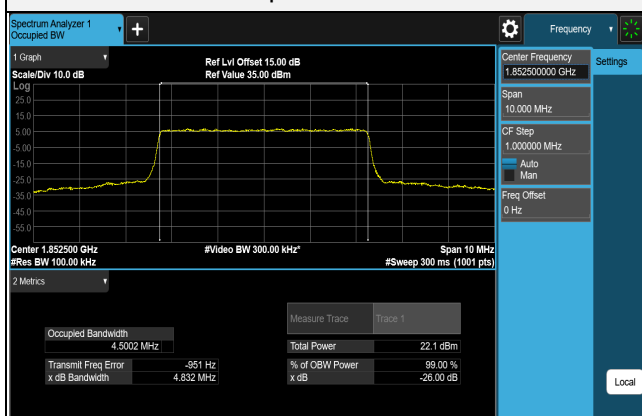 Spectrum Analyzer 1
Occupied BW
Frequency
1 Graph
Scale/Div 10.0 dB
Ref Lvl Offset 15.00 dB
Ref Value 35.00 dBm
Log
25.0
15.0
5.00
-5.00
-15.0
-25.0
-35.0
-45.0
-55.0
Center 1.852500 GHz
#Res BW 100.00 kHz
#Video BW 300.00 kHz*
Span 10 MHz
#Sweep 300 ms (1001 pts)
2 Metrics
Measure Trace Trace 1
Occupied Bandwidth
4.5002 MHz
Total Power 22.1 dBm
Transmit Freq Error -951 Hz
% of OBW Power 99.00 %
x dB Bandwidth 4.832 MHz
x dB -26.00 dB
Center Frequency
1.852500000 GHz
Settings
Span
10.000 MHz
CF Step
1.000000 MHz
Auto
Man
Freq Offset
0 Hz
Local